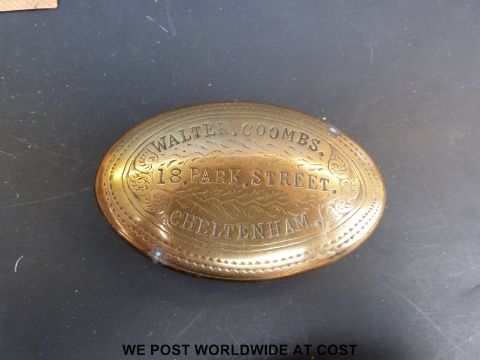 WALTER. COOMBS.
18. PARK. STREET.
CHELTENHAM.
WE POST WORLDWIDE AT COST